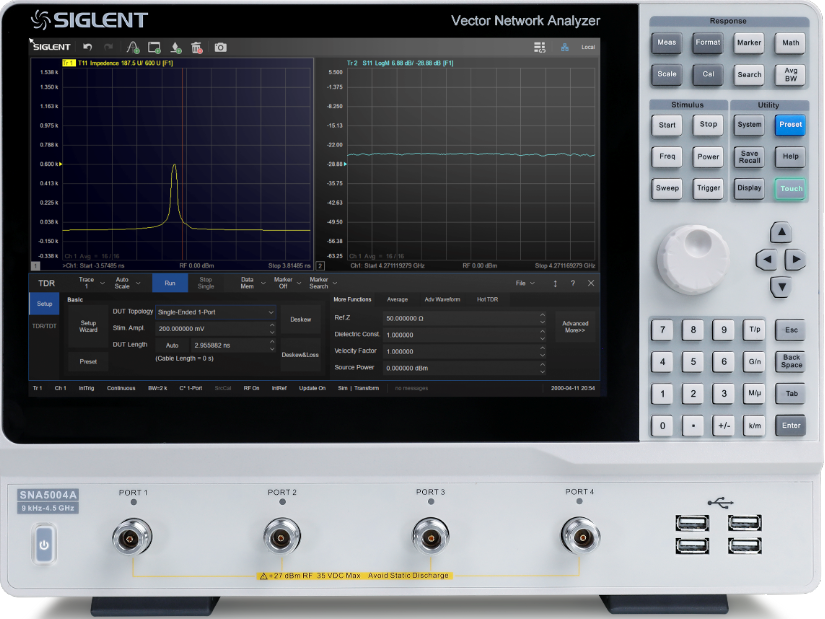 SIGLENT
Vector Network Analyzer
SIGLENT
Local
Tr 1 T11 Impedence 187.5 U/ 600 U [F1]
1.538 k
1.350 k
1.163 k
0.975 k
0.788 k
0.600 k
0.413 k
0.225 k
0.038 k
-0.150 k
-0.338 k
Ch 1 Avg = 16 / 16
1 >Ch1: Start -3.57485 ns RF 0.00 dBm Stop 3.81485 ns
Tr 2 S11 LogM 6.88 dB/ -28.88 dB [F1]
5.500
-1.375
-8.250
-15.13
-22.00
-28.88
-35.75
-42.63
-49.50
-56.38
-63.25
Ch 1 Avg = 16 / 16
2 Ch1: Start 4.271119279 GHz RF 0.00 dBm Stop 4.271169279 GHz
TDR
Trace 1
Auto Scale
Run
Stop Single
Data Mem
Marker Off
Marker Search
File
?
X
Setup
TDR/TDT
Basic
Setup Wizard
Preset
DUT Topology Single-Ended 1-Port
Stim. Ampl. 200.000000 mV
DUT Length Auto 2.955882 ns
(Cable Length = 0 s)
Deskew
Deskew&Loss
More Functions Average Adv Waveform Hot TDR
Ref.Z 50.000000 Ω
Dielectric Const. 1.000000
Velocity Factor 1.000000
Source Power 0.000000 dBm
Advanced
More>>
Tr 1 Ch 1 IntTrig Continuous BW=2 k C* 1-Port SrcCal RF On IntRef Update On Sim | Transform no messages 2000-04-11 20:54
Response
Meas Format Marker Math
Scale Cal Search Avg BW
Stimulus Utility
Start Stop System Preset
Freq Power Save Recall Help
Sweep Trigger Display Touch
7 8 9 T/p Esc
4 5 6 G/n Back Space
1 2 3 M/μ Tab
0 • +/- k/m Enter
SNA5004A
9 kHz-4.5 GHz
PORT 1 PORT 2 PORT 3 PORT 4
+27 dBm RF 35 VDC Max Avoid Static Discharge